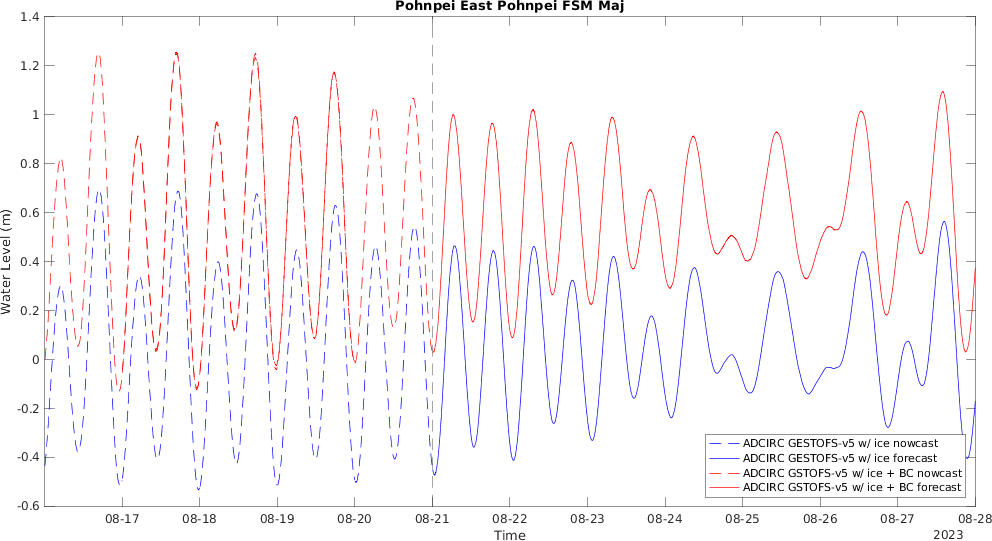 Pohnpei East Pohnpei FSM Maj
1.4
1.2
1
0.8
0.6
0.4
0.2
0
-0.2
-0.4
-0.6
Water Level (m)
ADCIRC GESTOFS-v5 w/ ice nowcast
ADCIRC GESTOFS-v5 w/ ice forecast
ADCIRC GSTOFS-v5 w/ ice + BC nowcast
ADCIRC GSTOFS-v5 w/ ice + BC forecast
08-17 08-18 08-19 08-20 08-21 08-22 08-23 08-24 08-25 08-26 08-27 08-28
Time
2023